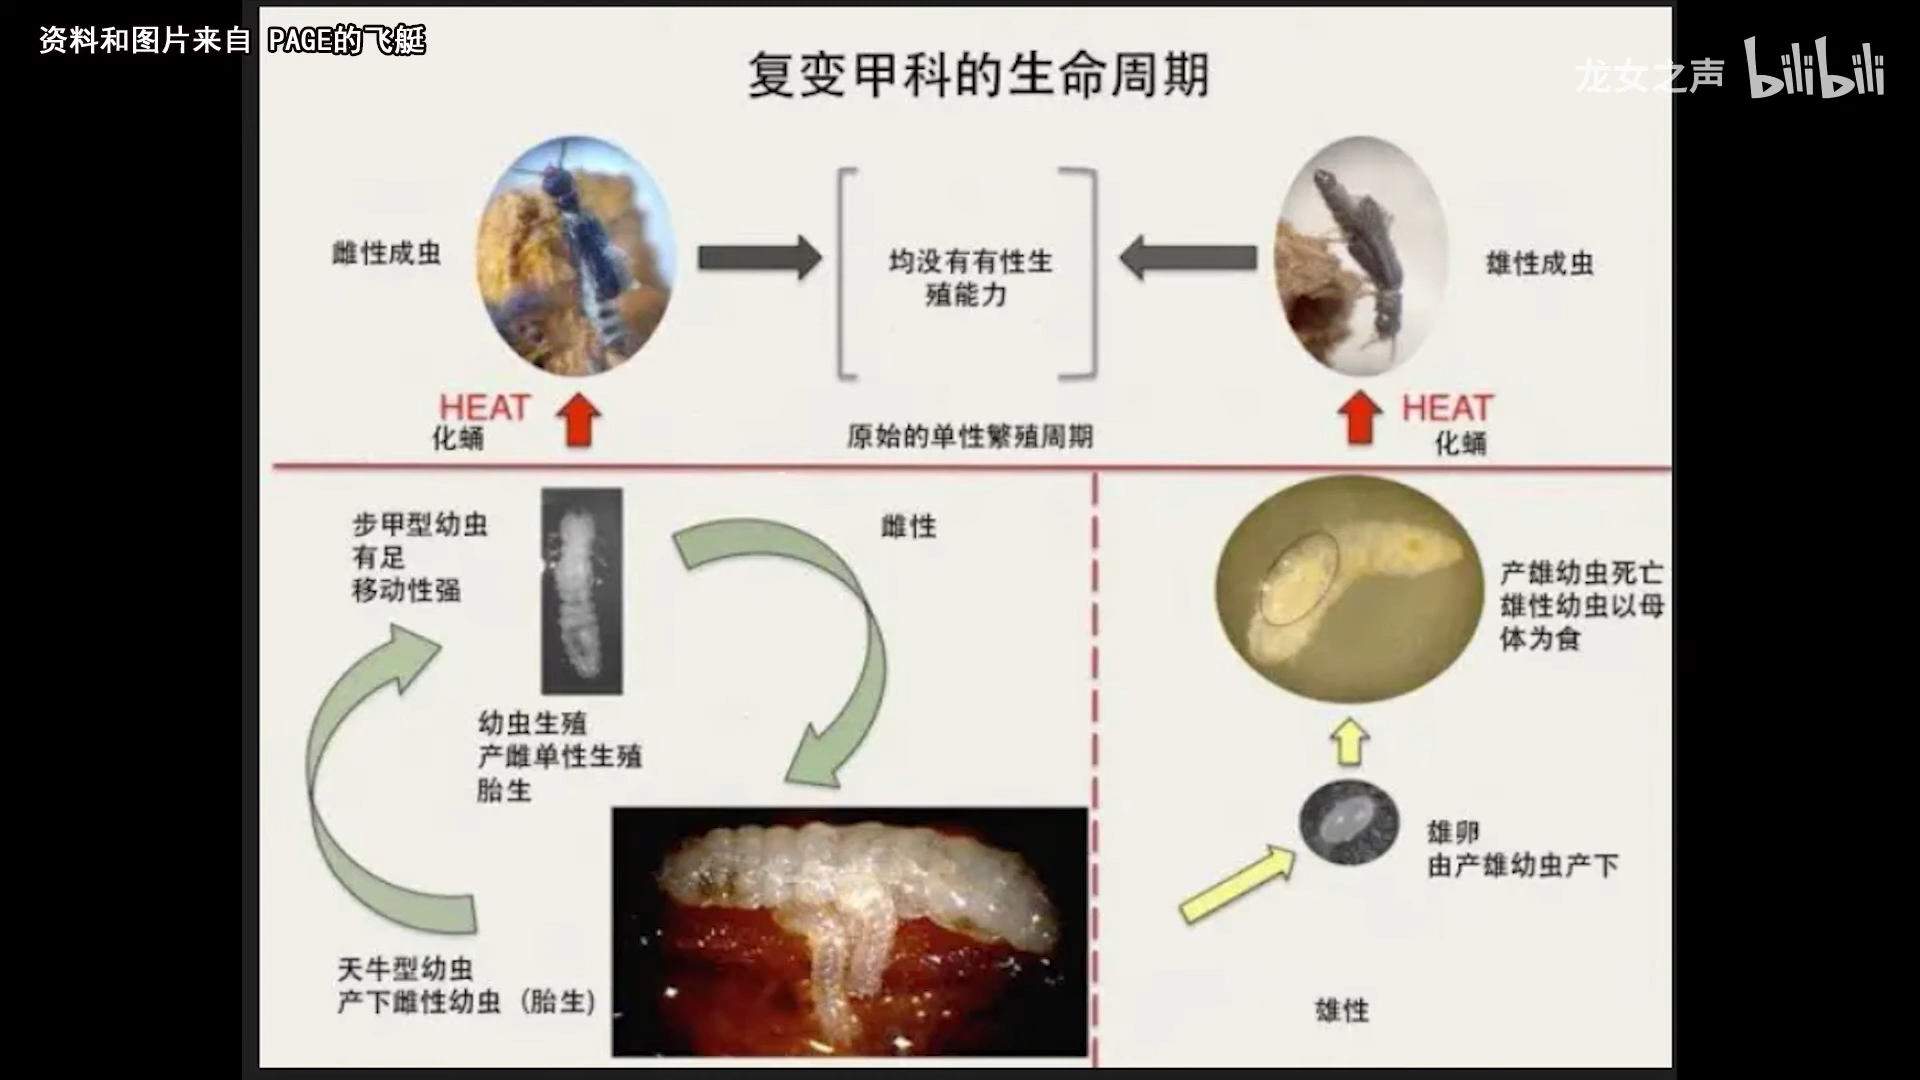 资料和图片来自 PAGE的飞艇
龙女之声 bilibili
复变甲科的生命周期
雌性成虫
均没有有性生
殖能力
雄性成虫
HEAT
化蛹
原始的单性繁殖周期
HEAT
化蛹
步甲型幼虫
有足
移动性强
雌性
幼虫生殖
产雌单性生殖
胎生
天牛型幼虫
产下雌性幼虫（胎生)
产雄幼虫死亡
雄性幼虫以母
体为食
雄卵
由产雄幼虫产下
雄性